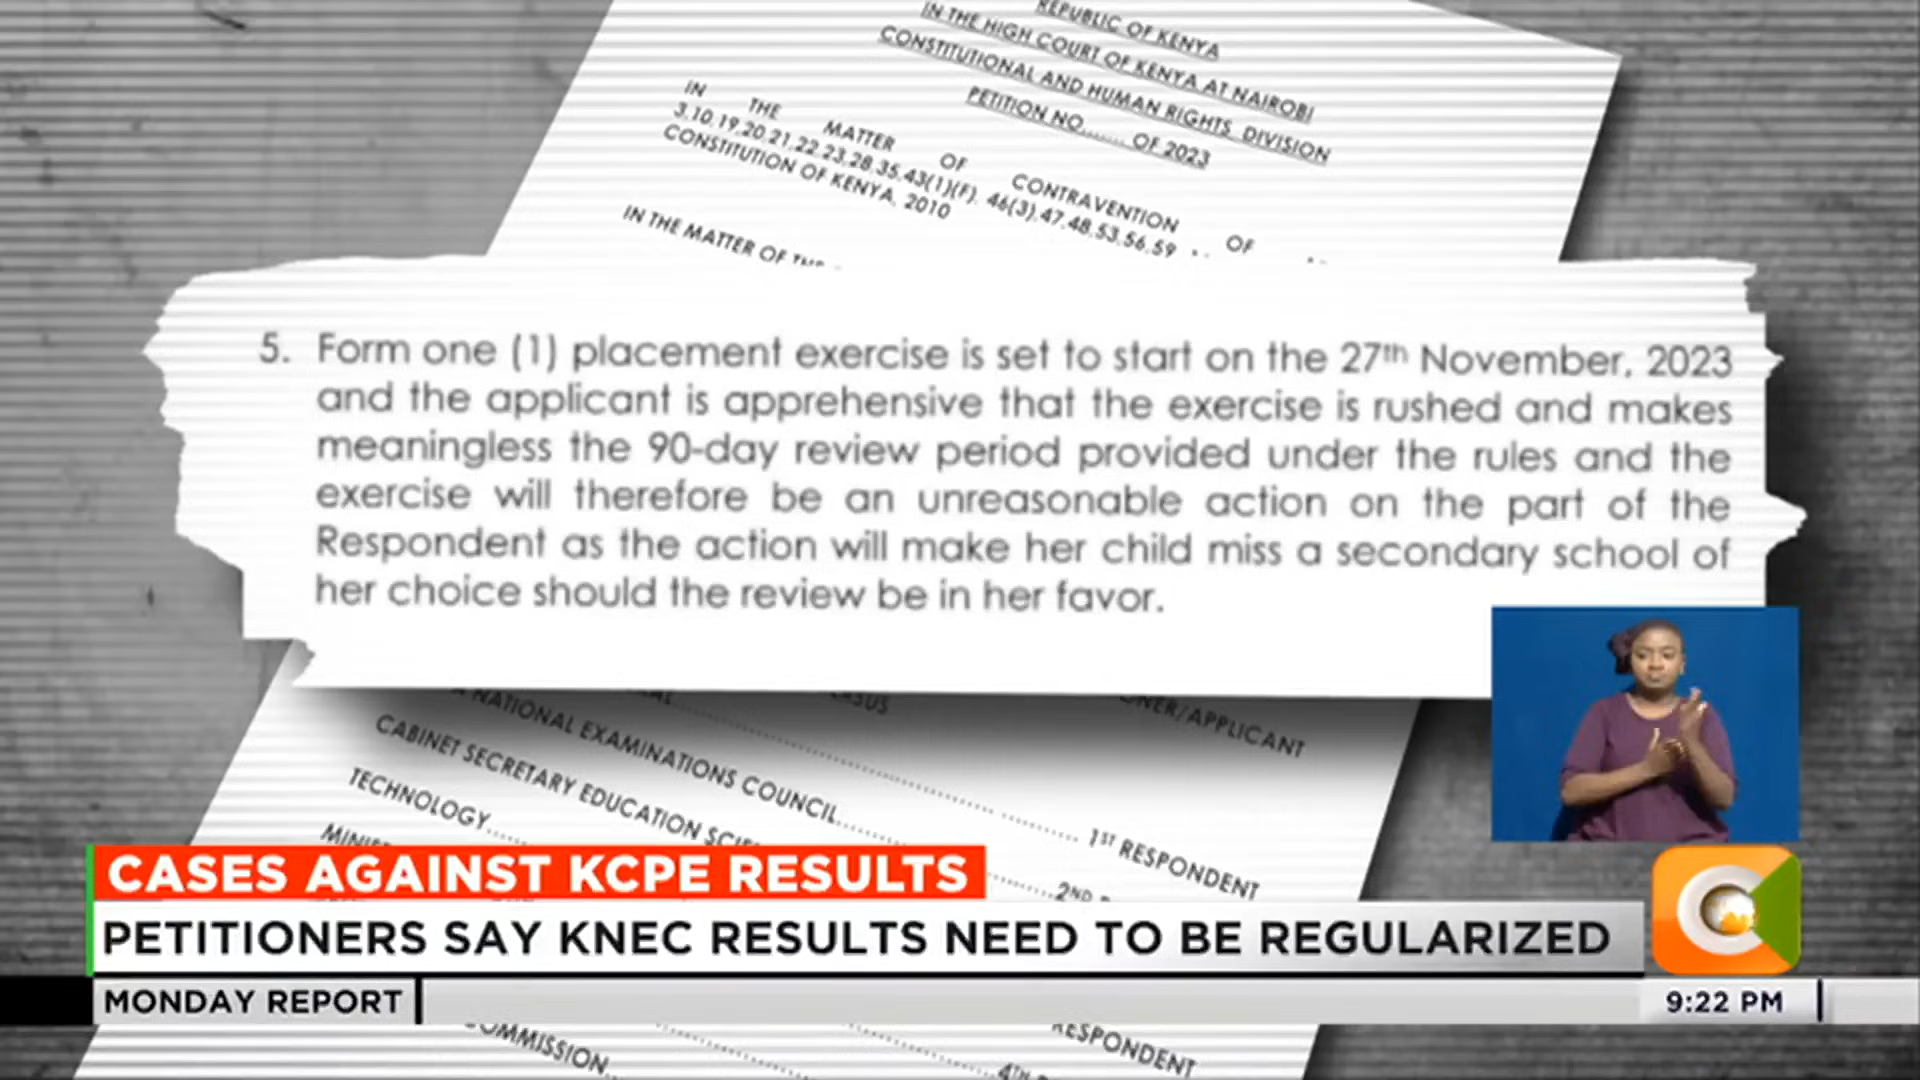 REPUBLIC OF KENYA
IN THE HIGH COURT OF KENYA AT NAIROBI
CONSTITUTIONAL AND HUMAN RIGHTS DIVISION
PETITION NO....... OF 2023
IN THE MATTER OF CONTRAVENTION OF
3,10,19,20,21,22,23,28,35,43(1)(F), 46(3),47,48,53,56,59
CONSTITUTION OF KENYA, 2010
IN THE MATTER OF THE
5. Form one (1) placement exercise is set to start on the 27th November, 2023
and the applicant is apprehensive that the exercise is rushed and makes
meaningless the 90-day review period provided under the rules and the
exercise will therefore be an unreasonable action on the part of the
Respondent as the action will make her child miss a secondary school of
her choice should the review be in her favor.
NATIONAL EXAMINATIONS COUNCIL.................... 1ST RESPONDENT
CABINET SECRETARY EDUCATION
TECHNOLOGY.................... 2ND
CASES AGAINST KCPE RESULTS
PETITIONERS SAY KNEC RESULTS NEED TO BE REGULARIZED
MONDAY REPORT
9:22 PM
RESPONDENT
4TH